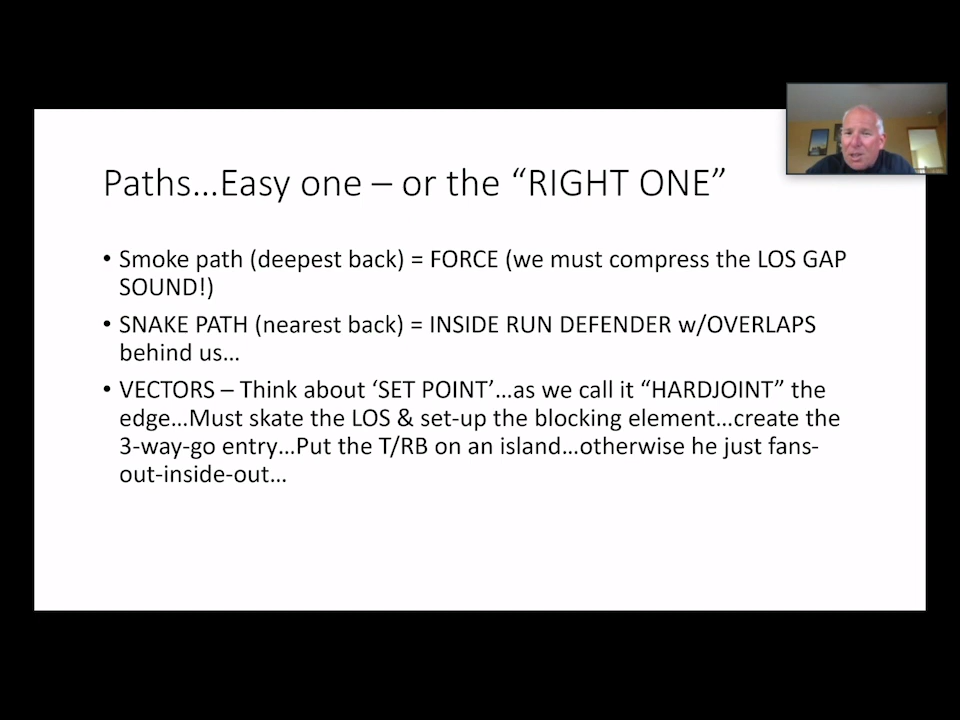 Paths…Easy one – or the “RIGHT ONE”
• Smoke path (deepest back) = FORCE (we must compress the LOS GAP
SOUND!)
• SNAKE PATH (nearest back) = INSIDE RUN DEFENDER w/OVERLAPS
behind us…
• VECTORS – Think about ‘SET POINT’…as we call it “HARDJOINT” the
edge…Must skate the LOS & set-up the blocking element…create the
3-way-go entry…Put the T/RB on an island…otherwise he just fans-
out-inside-out…